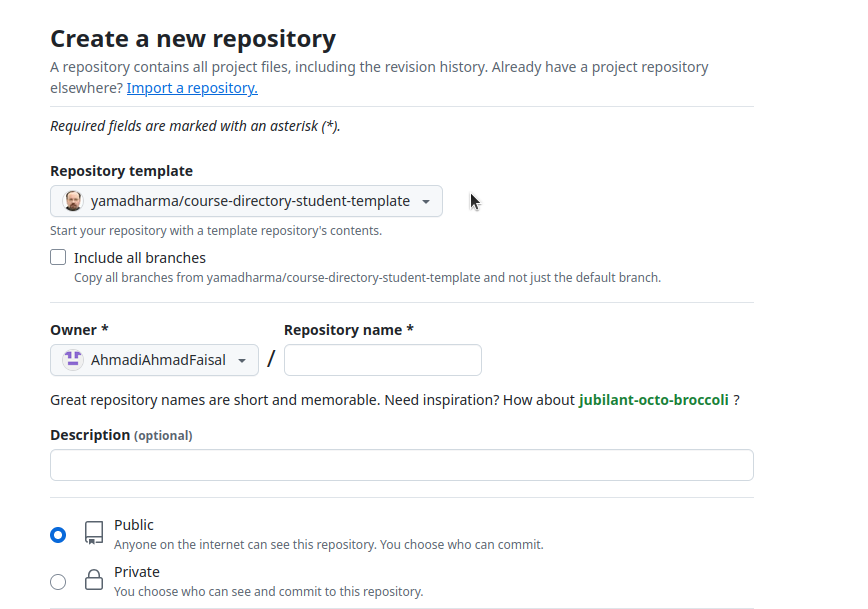 Create a new repository
A repository contains all project files, including the revision history. Already have a project repository
elsewhere? Import a repository.
Required fields are marked with an asterisk (*).
Repository template
yamadharma/course-directory-student-template
Start your repository with a template repository's contents.
Include all branches
Copy all branches from yamadharma/course-directory-student-template and not just the default branch.
Owner * Repository name *
AhmadiAhmadFaisal /
Great repository names are short and memorable. Need inspiration? How about jubilant-octo-broccoli ?
Description (optional)
Public
Anyone on the internet can see this repository. You choose who can commit.
Private
You choose who can see and commit to this repository.